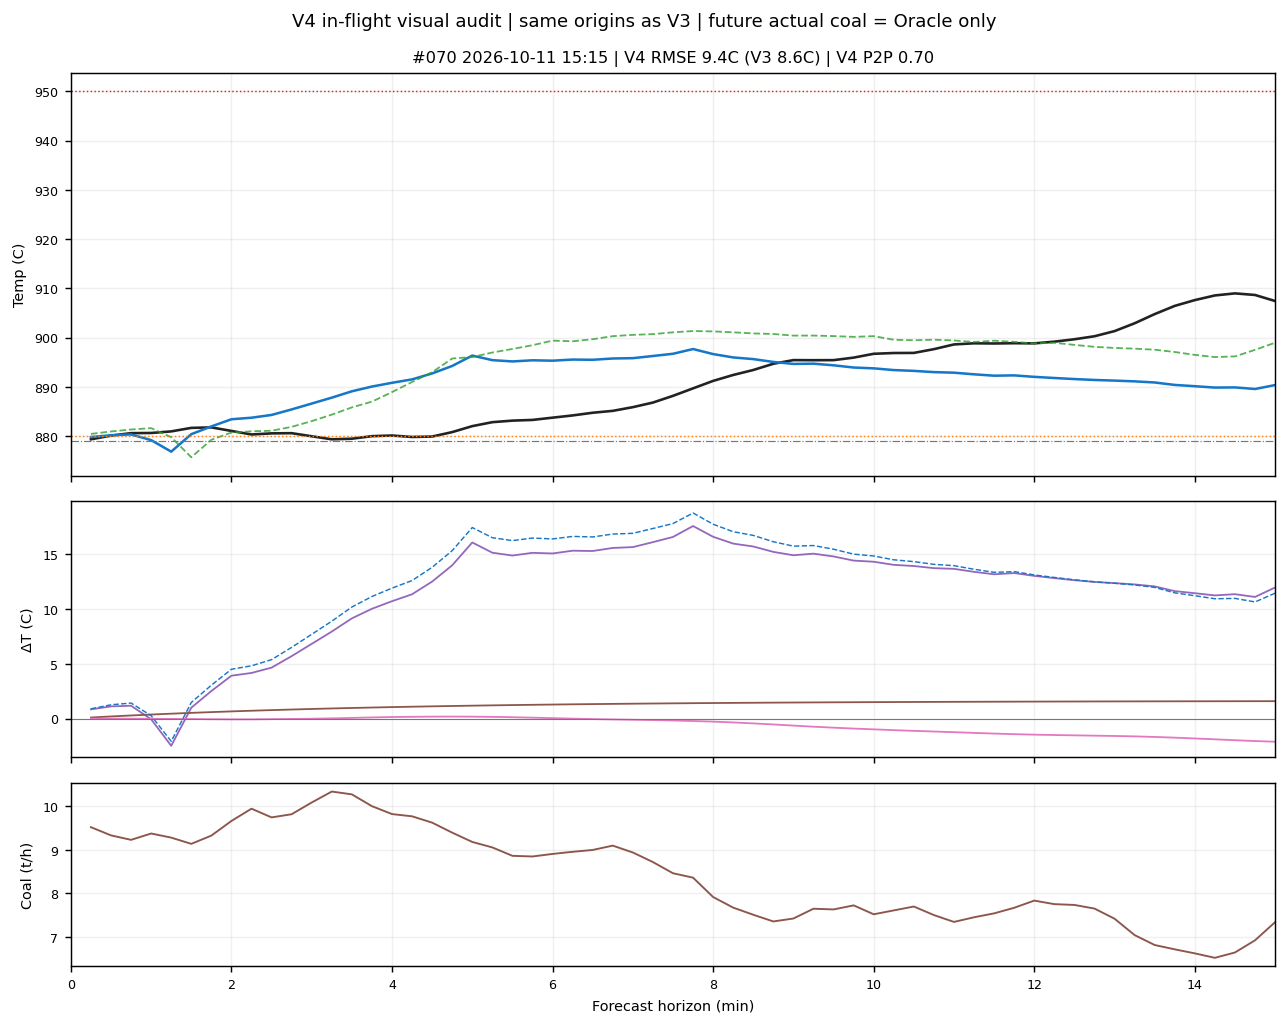 V4 in-flight visual audit | same origins as V3 | future actual coal = Oracle only
#070 2026-10-11 15:15 | V4 RMSE 9.4C (V3 8.6C) | V4 P2P 0.70
950
940
930
920
910
900
890
880
Temp (C)
15
10
5
0
ΔT (C)
10
9
8
7
Coal (t/h)
0 2 4 6 8 10 12 14
Forecast horizon (min)